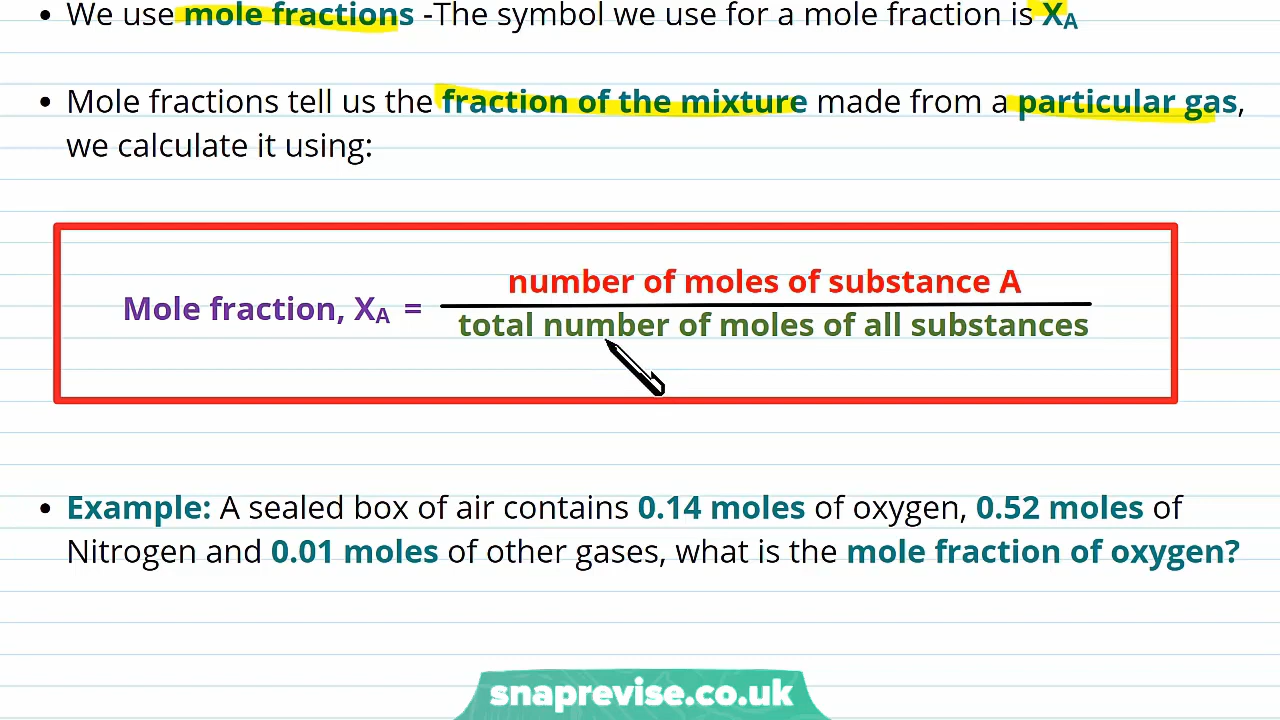 • We use mole fractions -The symbol we use for a mole fraction is XA
• Mole fractions tell us the fraction of the mixture made from a particular gas,
we calculate it using:
number of moles of substance A
Mole fraction, XA =
total number of moles of all substances
• Example: A sealed box of air contains 0.14 moles of oxygen, 0.52 moles of
Nitrogen and 0.01 moles of other gases, what is the mole fraction of oxygen?
snaprevise.co.uk